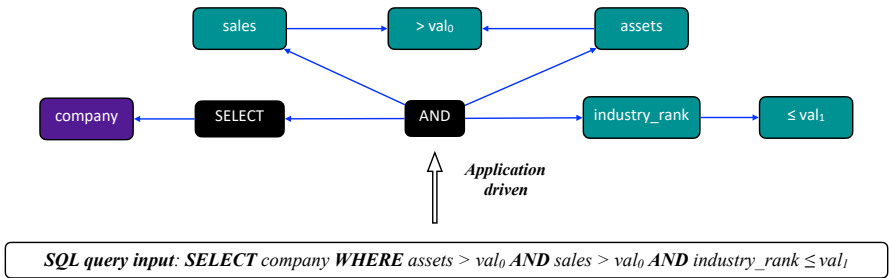 sales > val₀ assets
company SELECT AND industry_rank ≤ val₁
Application
driven
SQL query input: SELECT company WHERE assets > val₀ AND sales > val₀ AND industry_rank ≤ val₁